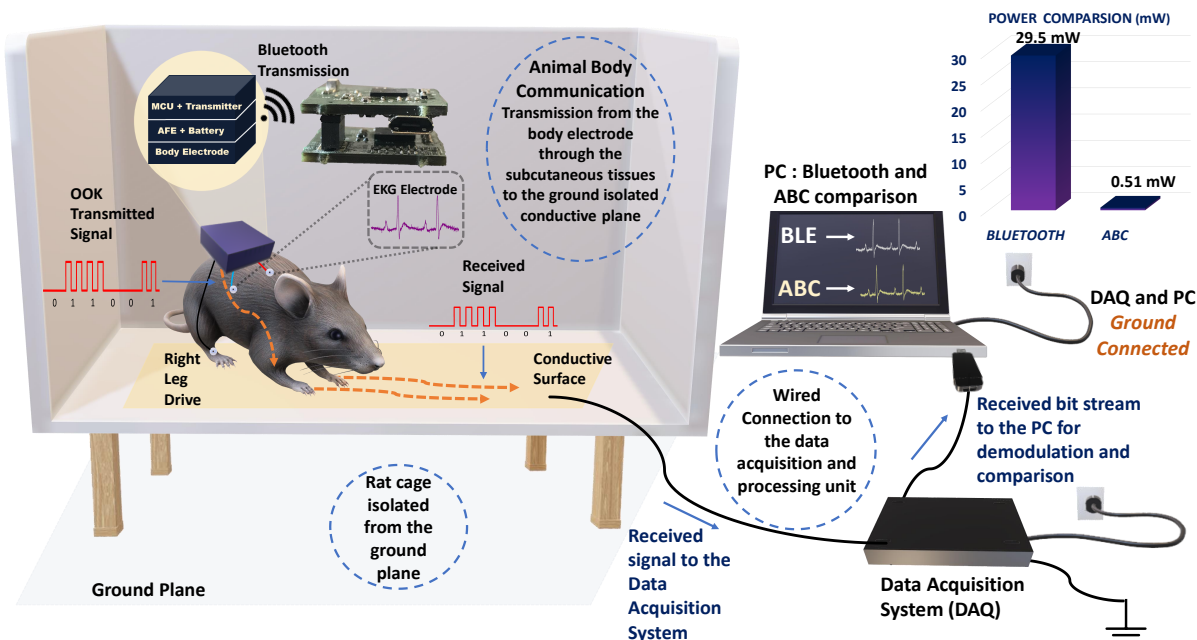 Bluetooth
Transmission
MCU + Transmitter
AFE + Battery
Body Electrode
OOK
Transmitted
Signal
0 1 1 0 0 1
EKG Electrode
Animal Body
Communication
Transmission from the
body electrode
through the
subcutaneous tissues
to the ground isolated
conductive plane
Received
Signal
0 1 1 0 0 1
Right
Leg
Drive
Conductive
Surface
Rat cage
isolated
from the
ground
plane
Ground Plane
PC : Bluetooth and
ABC comparison
BLE
ABC
POWER COMPARSION (mW)
29.5 mW
30
25
20
15
10
5
0
0.51 mW
BLUETOOTH
ABC
DAQ and PC
Ground
Connected
Wired
Connection to
the data
acquisition and
processing unit
Received bit stream
to the PC for
demodulation and
comparison
Received
signal to the
Data
Acquisition
System
Data Acquisition
System (DAQ)